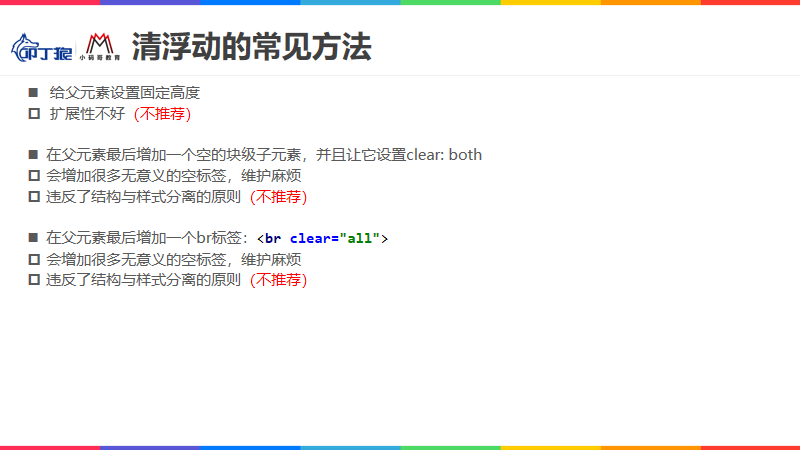 叩丁狼
小码哥教育
清浮动的常见方法
给父元素设置固定高度
扩展性不好（不推荐）
在父元素最后增加一个空的块级子元素，并且让它设置clear: both
会增加很多无意义的空标签，维护麻烦
违反了结构与样式分离的原则（不推荐）
在父元素最后增加一个br标签：<br clear="all">
会增加很多无意义的空标签，维护麻烦
违反了结构与样式分离的原则（不推荐）